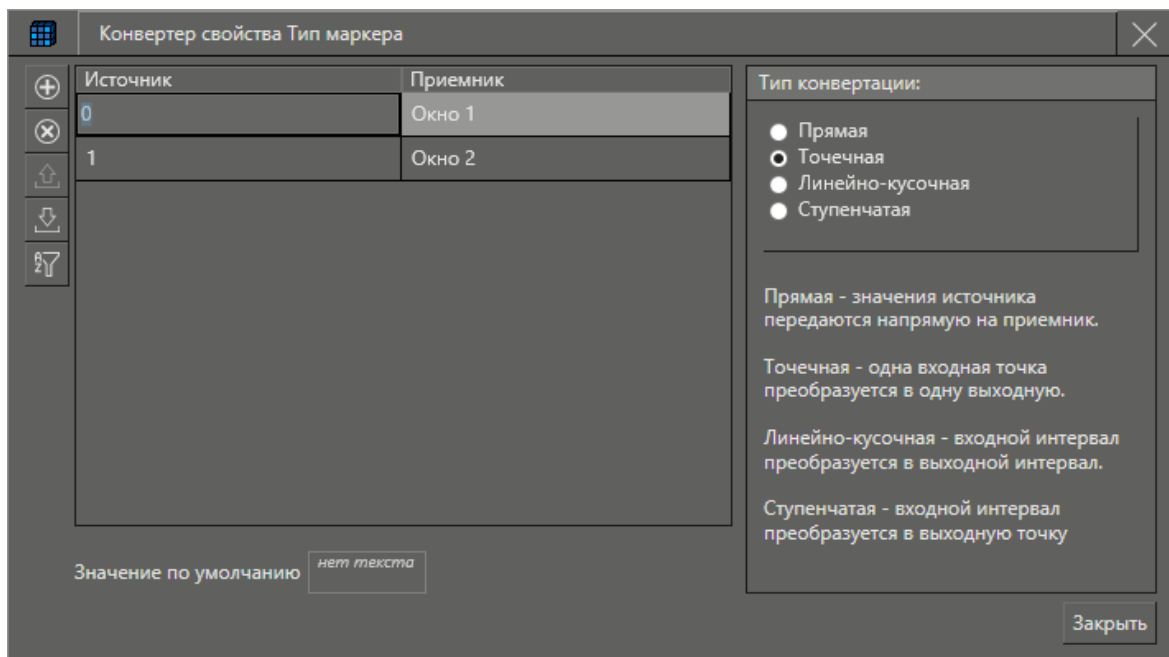 Конвертер свойства Тип маркера
Источник Приемник
0 Окно 1
1 Окно 2
Значение по умолчанию нет текста
Тип конвертации:
Прямая
Точечная
Линейно-кусочная
Ступенчатая
Прямая - значения источника
передаются напрямую на приемник.
Точечная - одна входная точка
преобразуется в одну выходную.
Линейно-кусочная - входной интервал
преобразуется в выходной интервал.
Ступенчатая - входной интервал
преобразуется в выходную точку
Закрыть